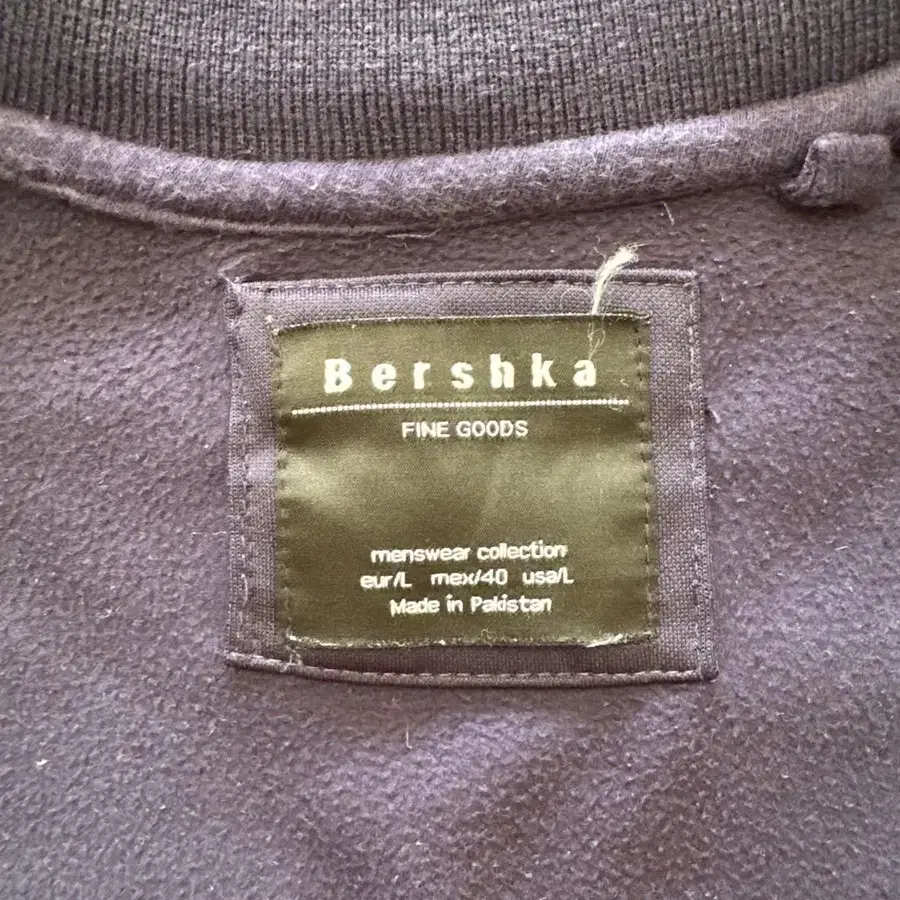 Bershka
FINE GOODS
menswear collection
eur/L mex/40 usa/L
Made in Pakistan